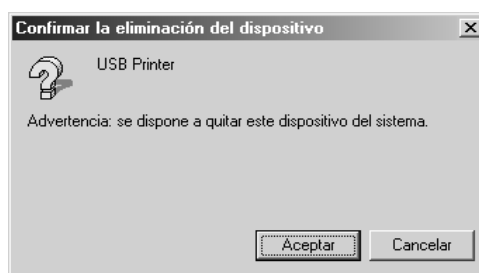 Confirmar la eliminación del dispositivo
USB Printer
Advertencia: se dispone a quitar este dispositivo del sistema.
Aceptar Cancelar